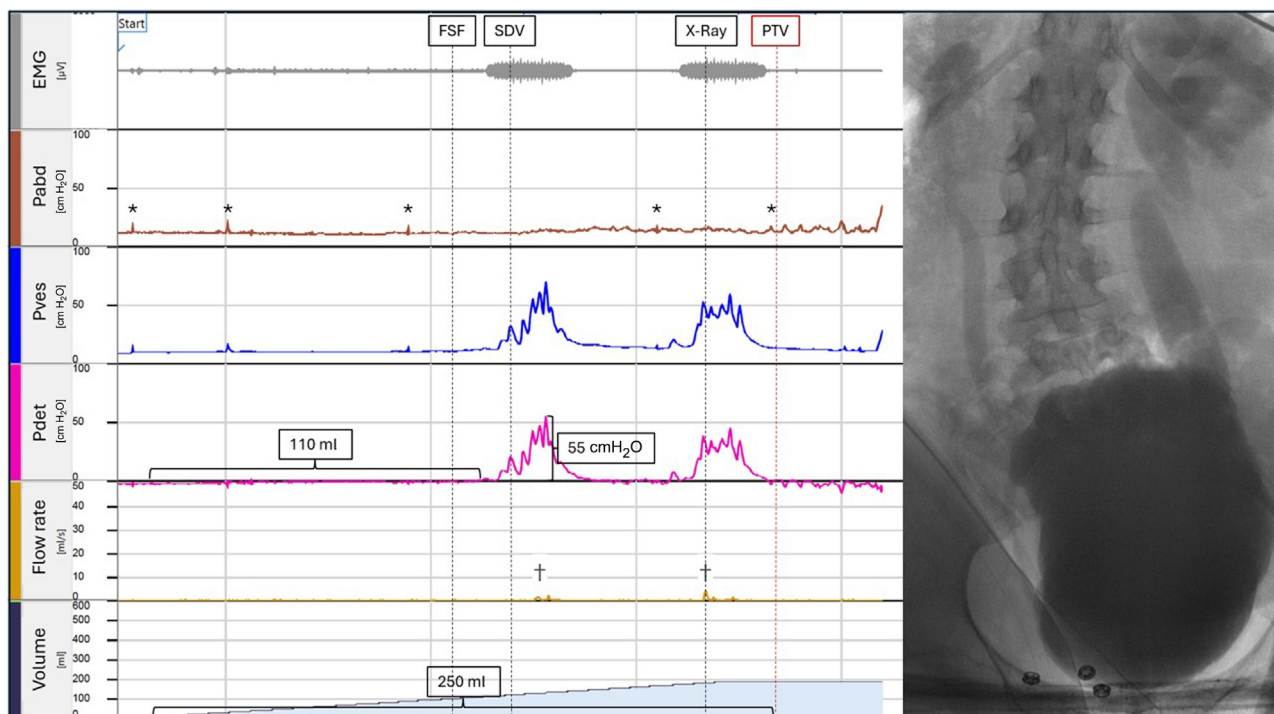 Start
FSF
SDV
X-Ray
PTV
EMG
[µV]
Pabd
[cm H₂O]
100
50
0
* * * * *
Pves
[cm H₂O]
100
50
0
Pdet
[cm H₂O]
100
50
0
110 ml
55 cmH₂O
Flow rate
[ml/s]
50
40
30
20
10
0
† †
Volume
[ml]
600
500
400
300
200
100
0
250 ml